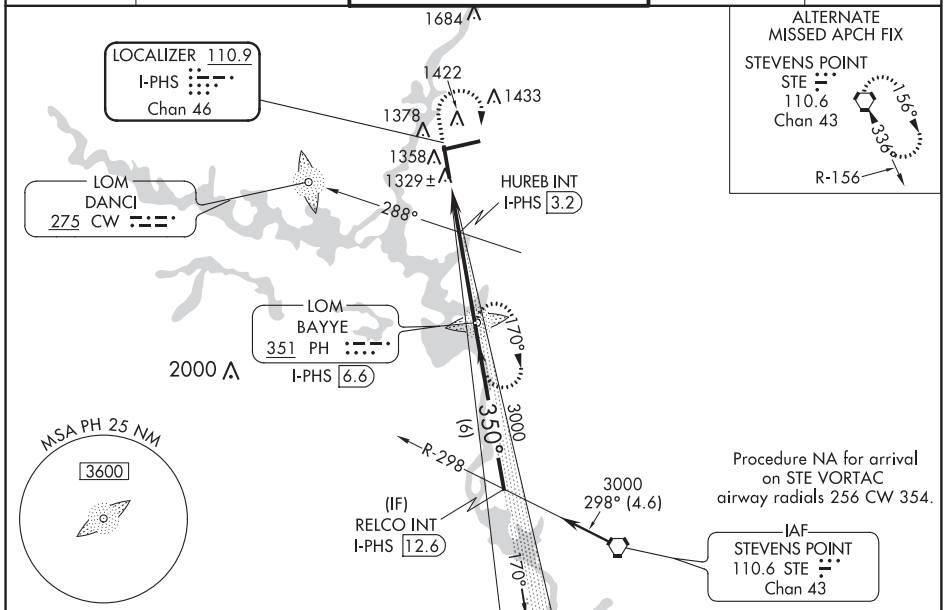 1684
ALTERNATE
MISSED APCH FIX
STEVENS POINT
STE
110.6
Chan 43
156°
336°
R-156
LOCALIZER 110.9
I-PHS
Chan 46
1422
1433
1378
1358
1329 ±
HUREB INT
I-PHS 3.2
LOM
DANCI
275 CW
288°
LOM
BAYYE
351 PH
I-PHS 6.6
170°
2000
350°
(6)
3000
R-298
MSA PH 25 NM
3600
(IF)
RELCO INT
I-PHS 12.6
3000
298° (4.6)
170°
Procedure NA for arrival
on STE VORTAC
airway radials 256 CW 354.
IAF
STEVENS POINT
110.6 STE
Chan 43